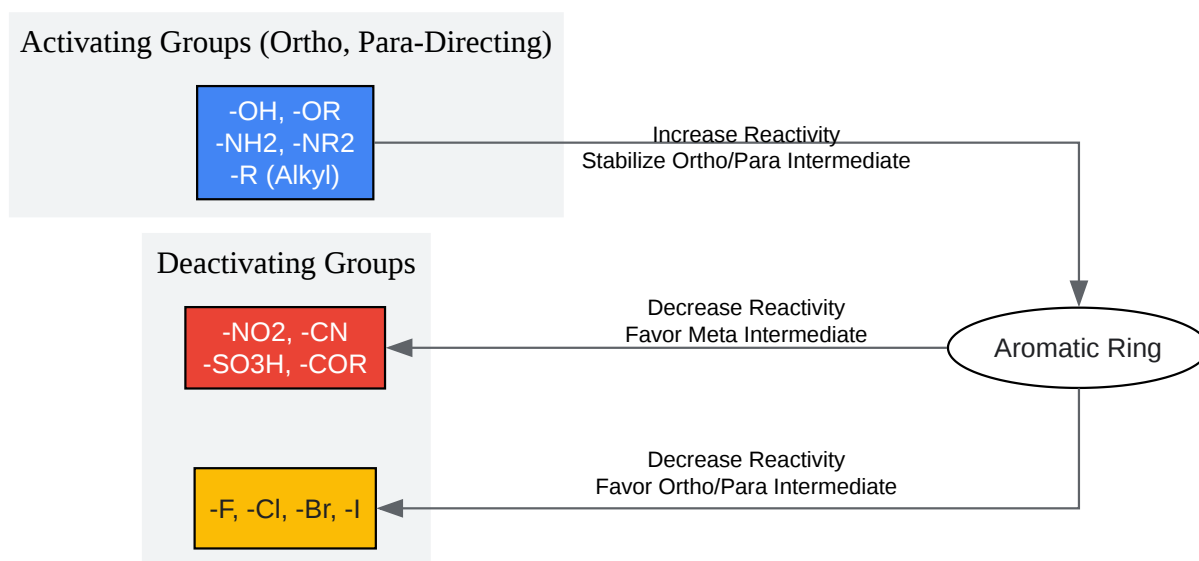 Activating Groups (Ortho, Para-Directing)
-OH, -OR
-NH2, -NR2
-R (Alkyl)
Increase Reactivity
Stabilize Ortho/Para Intermediate
Deactivating Groups
-NO2, -CN
-SO3H, -COR
Decrease Reactivity
Favor Meta Intermediate
Aromatic Ring
-F, -Cl, -Br, -I
Decrease Reactivity
Favor Ortho/Para Intermediate